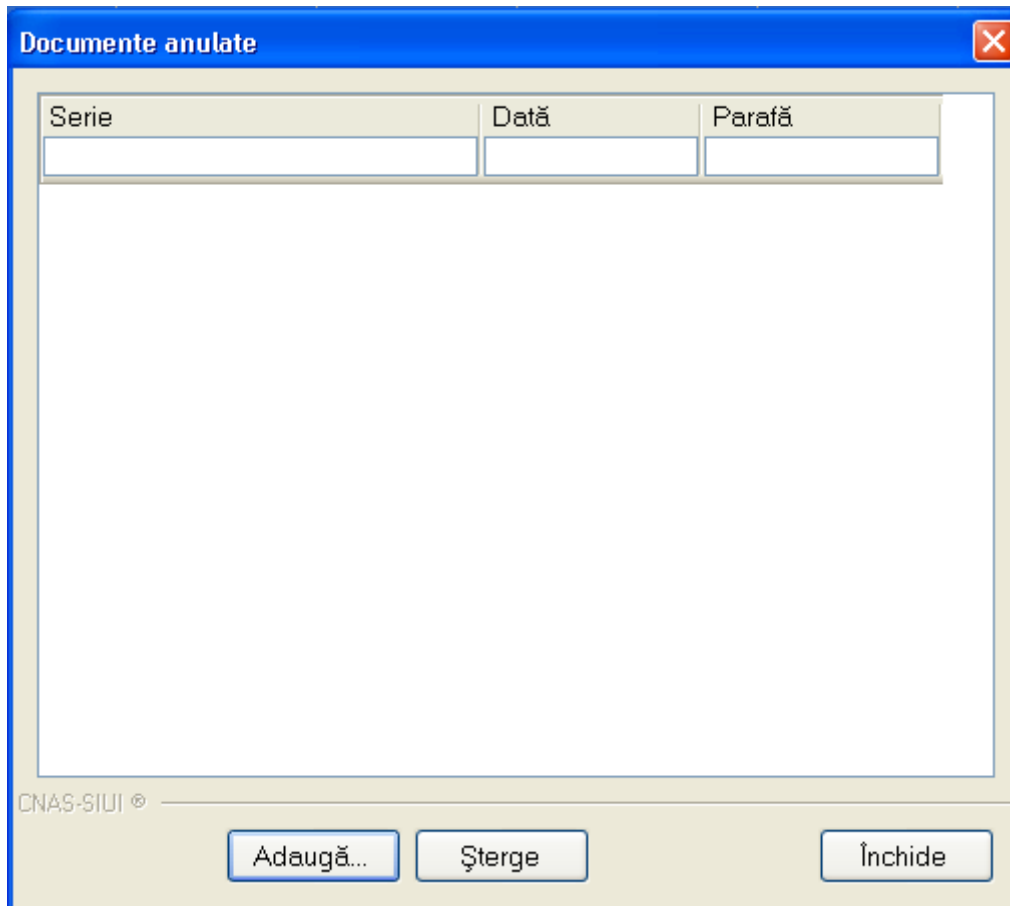 Documente anulate
Serie Dată Parafă
CNAS-SIUI ®
Adaugă... Şterge Închide